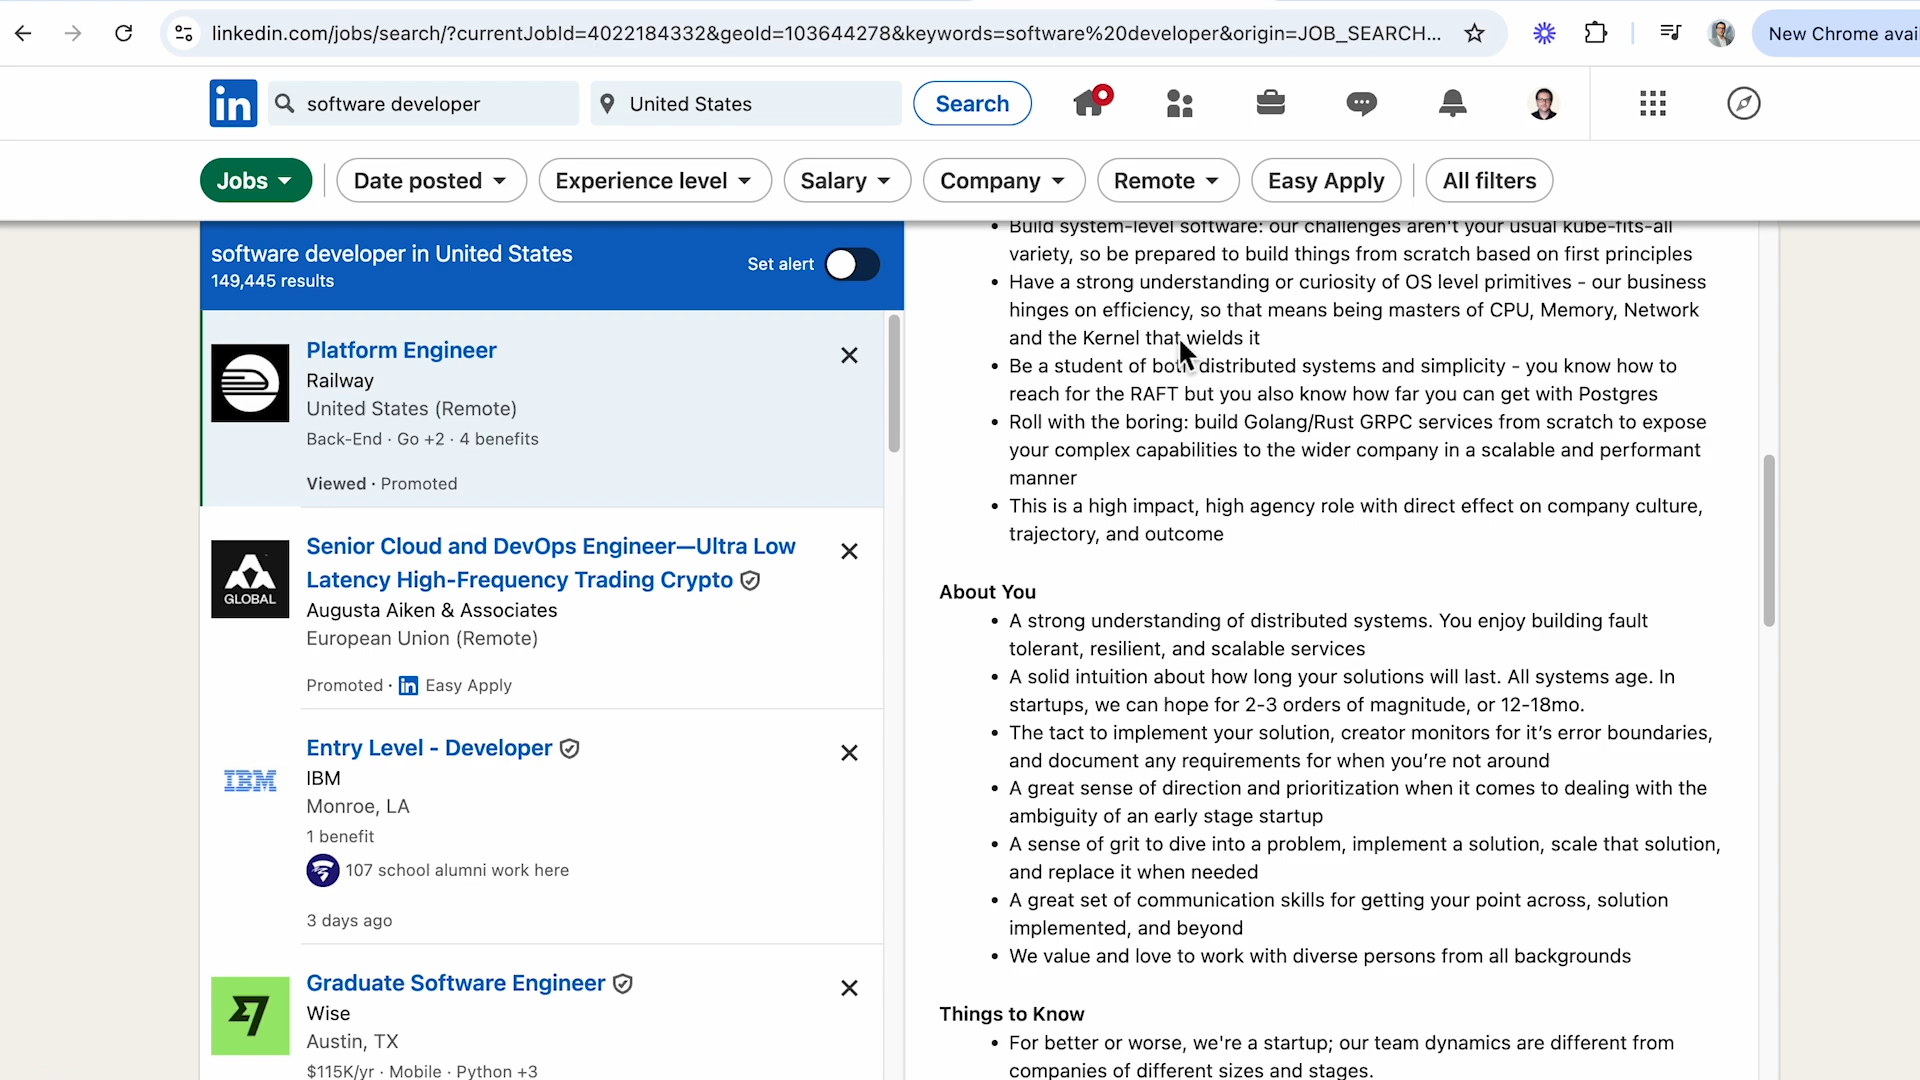 linkedin.com/jobs/search/?currentJobId=4022184332&geoId=103644278&keywords=software%20developer&origin=JOB_SEARCH...
New Chrome avai
in
software developer
United States
Search
Jobs
Date posted
Experience level
Salary
Company
Remote
Easy Apply
All filters
software developer in United States
149,445 results
Set alert
Platform Engineer
Railway
United States (Remote)
Back-End · Go +2 · 4 benefits
Viewed · Promoted
GLOBAL
Senior Cloud and DevOps Engineer—Ultra Low
Latency High-Frequency Trading Crypto
Augusta Aiken & Associates
European Union (Remote)
Promoted · in Easy Apply
IBM
Entry Level - Developer
IBM
Monroe, LA
1 benefit
107 school alumni work here
3 days ago
Graduate Software Engineer
Wise
Austin, TX
$115K/yr · Mobile · Python +3
• Build system-level software: our challenges aren't your usual kube-fits-all
variety, so be prepared to build things from scratch based on first principles
• Have a strong understanding or curiosity of OS level primitives - our business
hinges on efficiency, so that means being masters of CPU, Memory, Network
and the Kernel that wields it
• Be a student of both distributed systems and simplicity - you know how to
reach for the RAFT but you also know how far you can get with Postgres
• Roll with the boring: build Golang/Rust GRPC services from scratch to expose
your complex capabilities to the wider company in a scalable and performant
manner
• This is a high impact, high agency role with direct effect on company culture,
trajectory, and outcome
About You
• A strong understanding of distributed systems. You enjoy building fault
tolerant, resilient, and scalable services
• A solid intuition about how long your solutions will last. All systems age. In
startups, we can hope for 2-3 orders of magnitude, or 12-18mo.
• The tact to implement your solution, creator monitors for it’s error boundaries,
and document any requirements for when you’re not around
• A great sense of direction and prioritization when it comes to dealing with the
ambiguity of an early stage startup
• A sense of grit to dive into a problem, implement a solution, scale that solution,
and replace it when needed
• A great set of communication skills for getting your point across, solution
implemented, and beyond
• We value and love to work with diverse persons from all backgrounds
Things to Know
• For better or worse, we're a startup; our team dynamics are different from
companies of different sizes and stages.